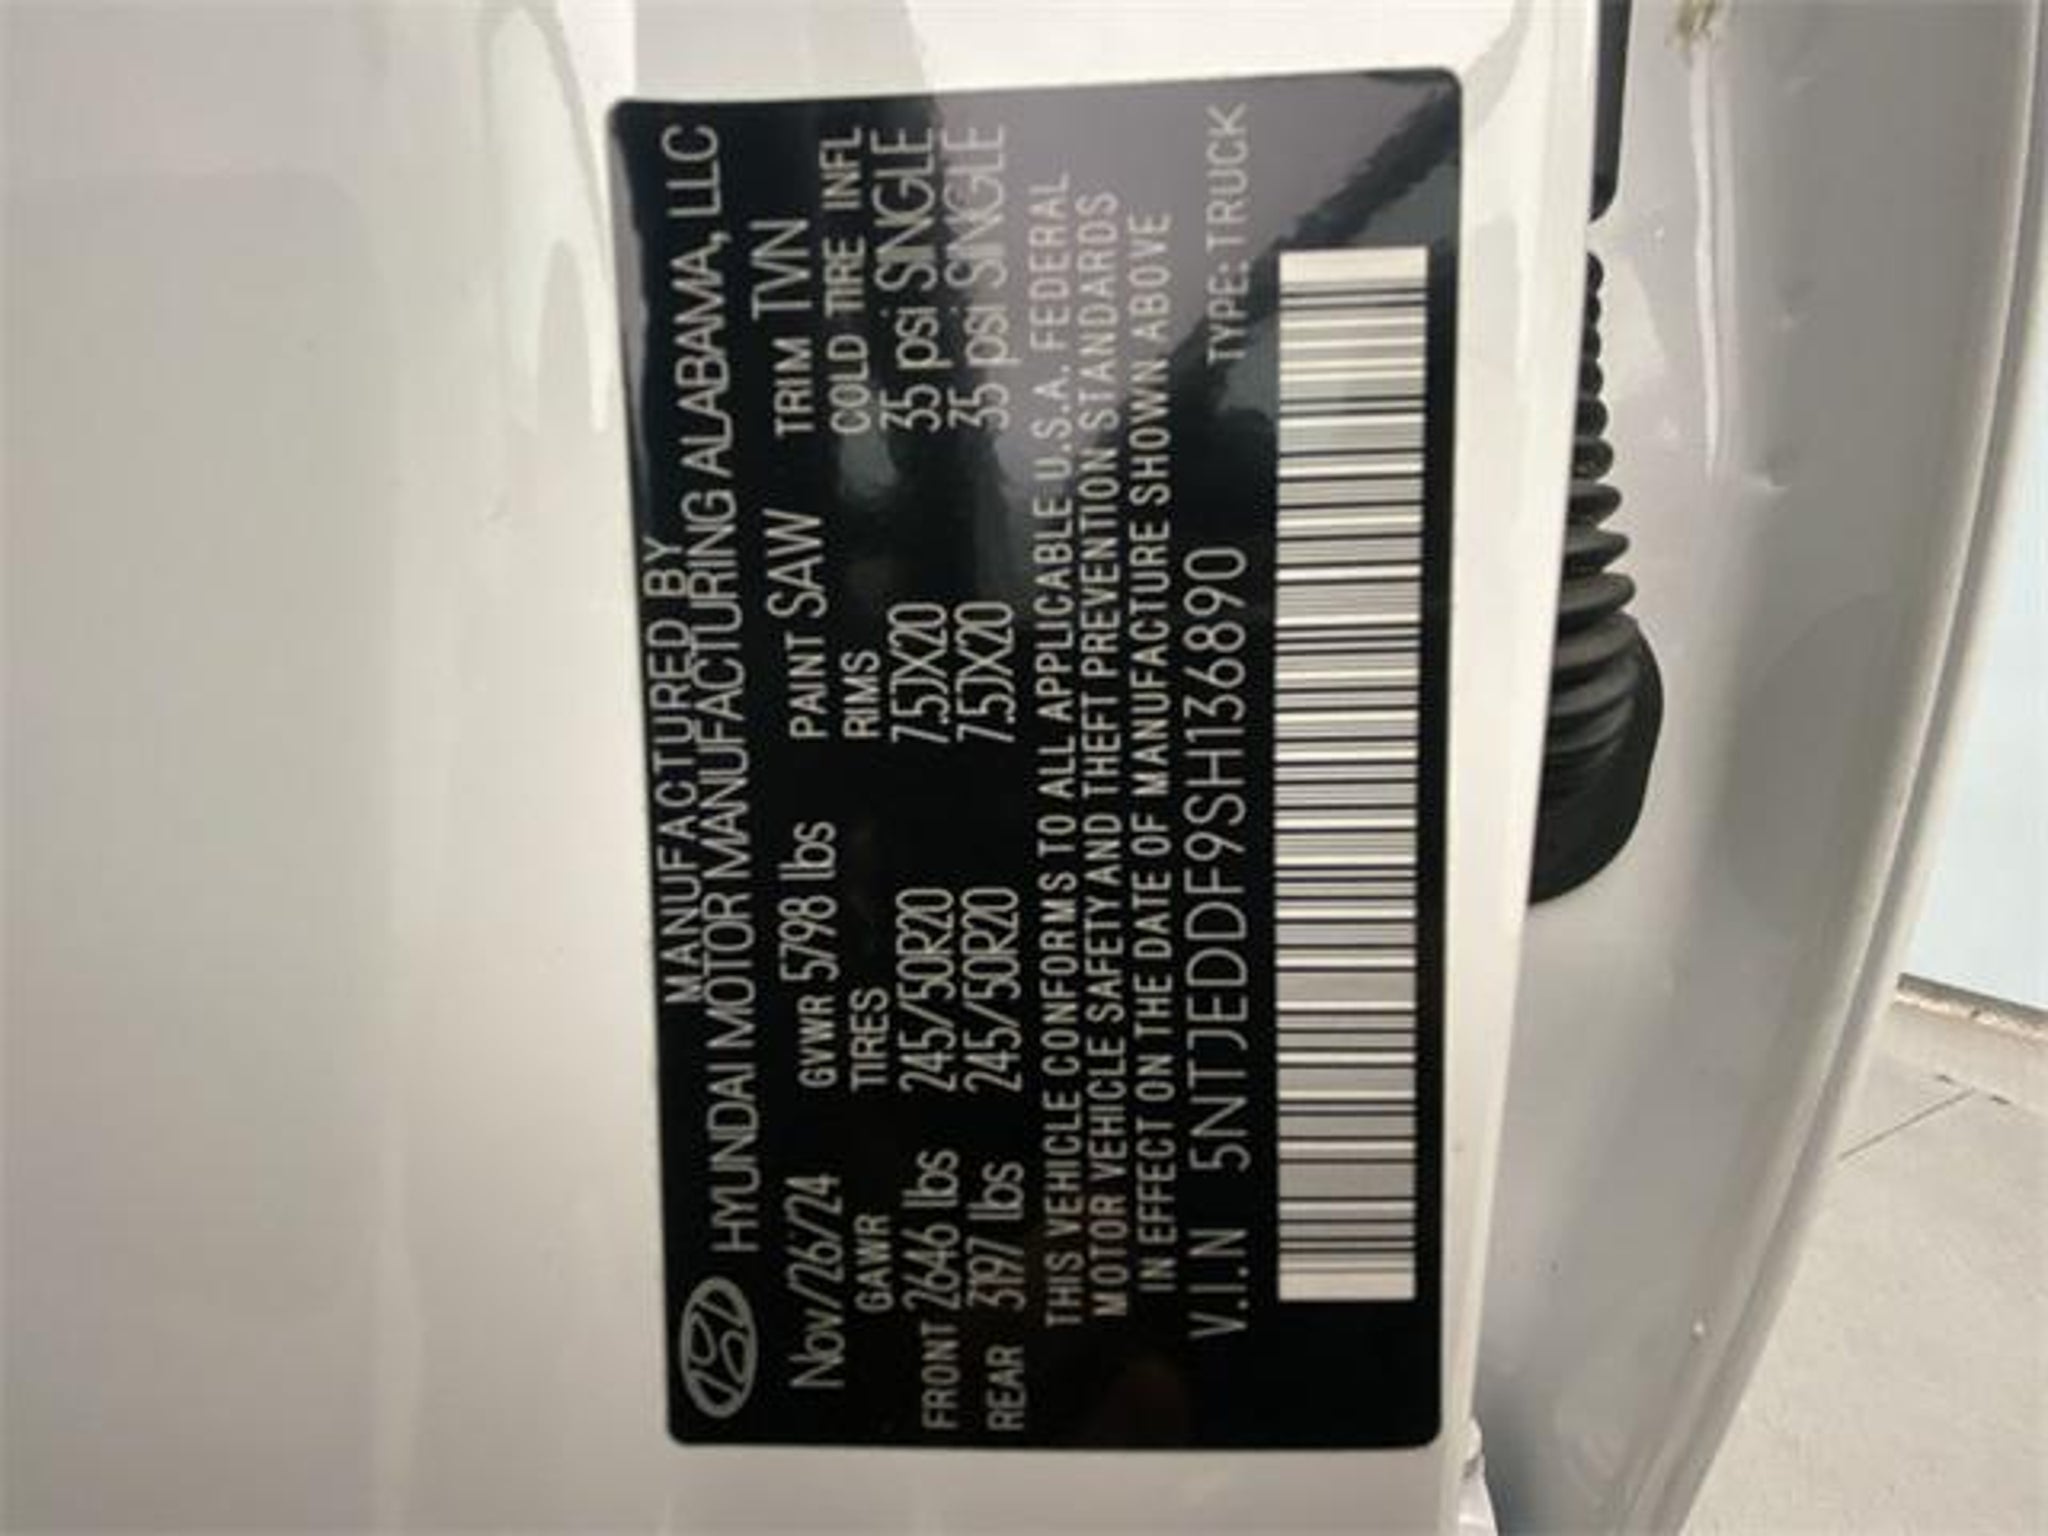 MANUFACTURED BY
HYUNDAI MOTOR MANUFACTURING ALABAMA, LLC
Nov/26/24 GVWR 5798 lbs PAINT SAW TRIM TVN
GAWR TIRES RIMS COLD TIRE INFL
FRONT 2646 lbs 245/50R20 7.5JX20 35 psi SINGLE
REAR 3197 lbs 245/50R20 7.5JX20 35 psi SINGLE
THIS VEHICLE CONFORMS TO ALL APPLICABLE U.S.A. FEDERAL
MOTOR VEHICLE SAFETY AND THEFT PREVENTION STANDARDS
IN EFFECT ON THE DATE OF MANUFACTURE SHOWN ABOVE
V.I.N 5NTJEDDF9SH136890 TYPE: TRUCK